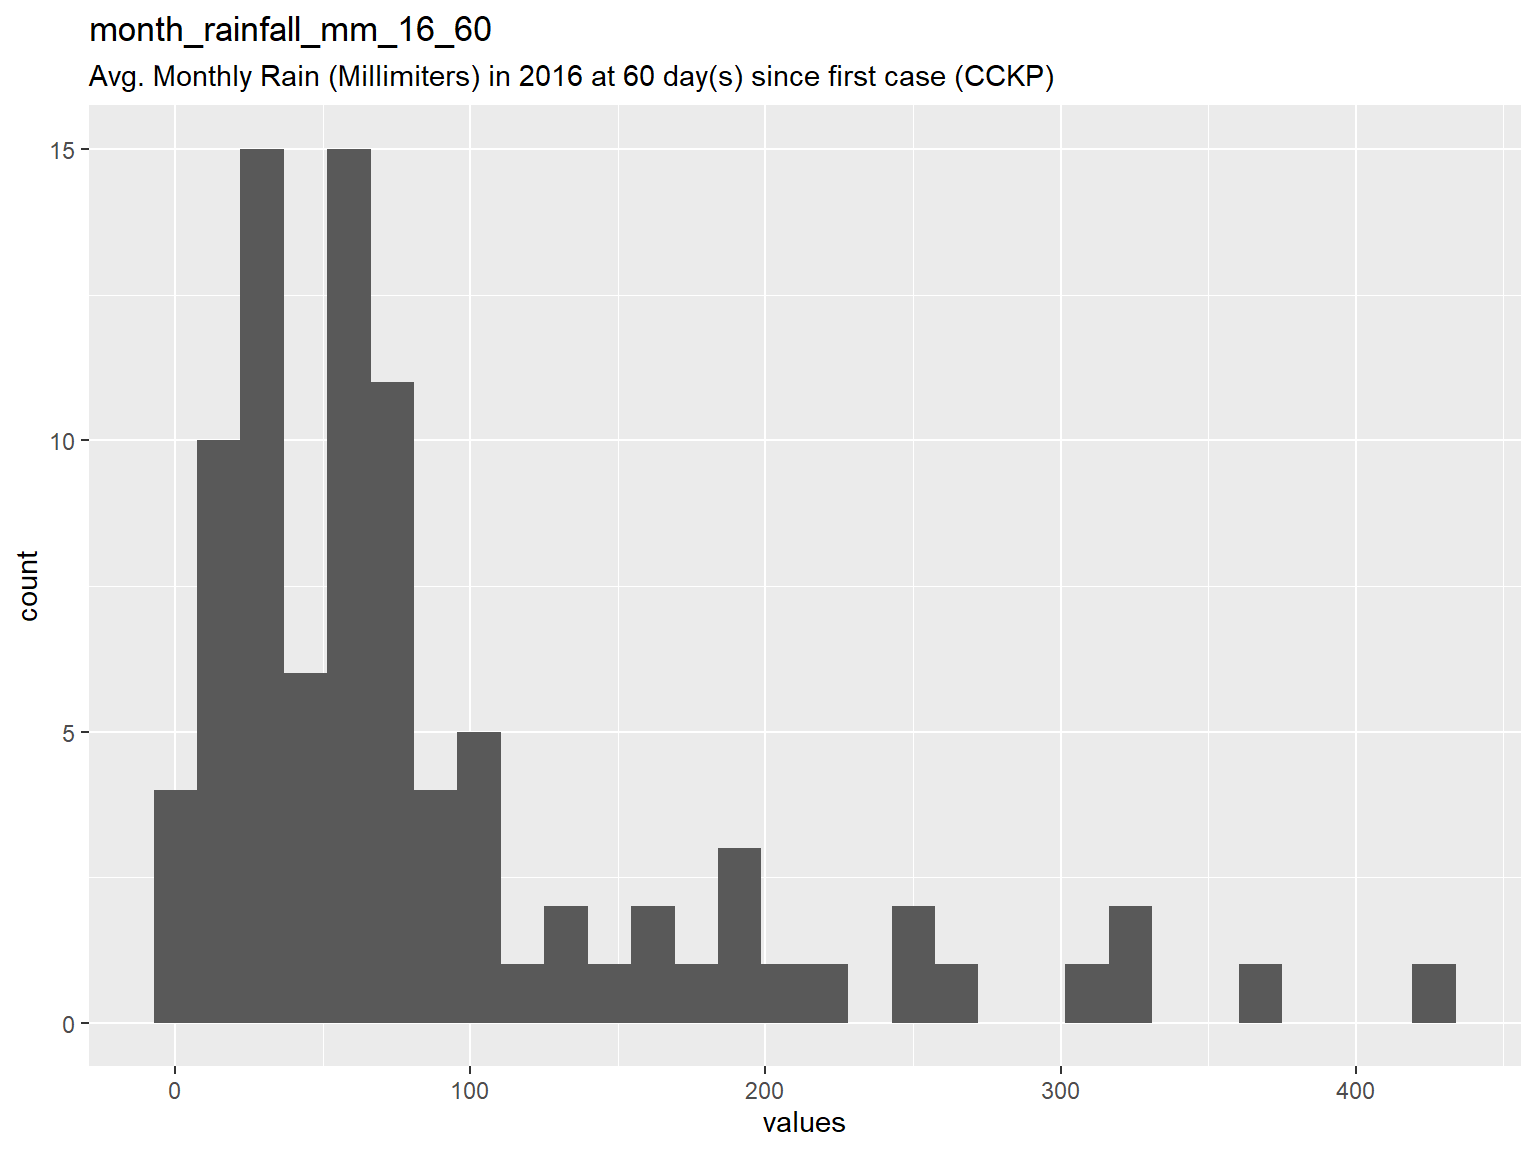 month_rainfall_mm_16_60
Avg. Monthly Rain (Millimiters) in 2016 at 60 day(s) since first case (CCKP)
15
10
5
0
count
0 100 200 300 400
values